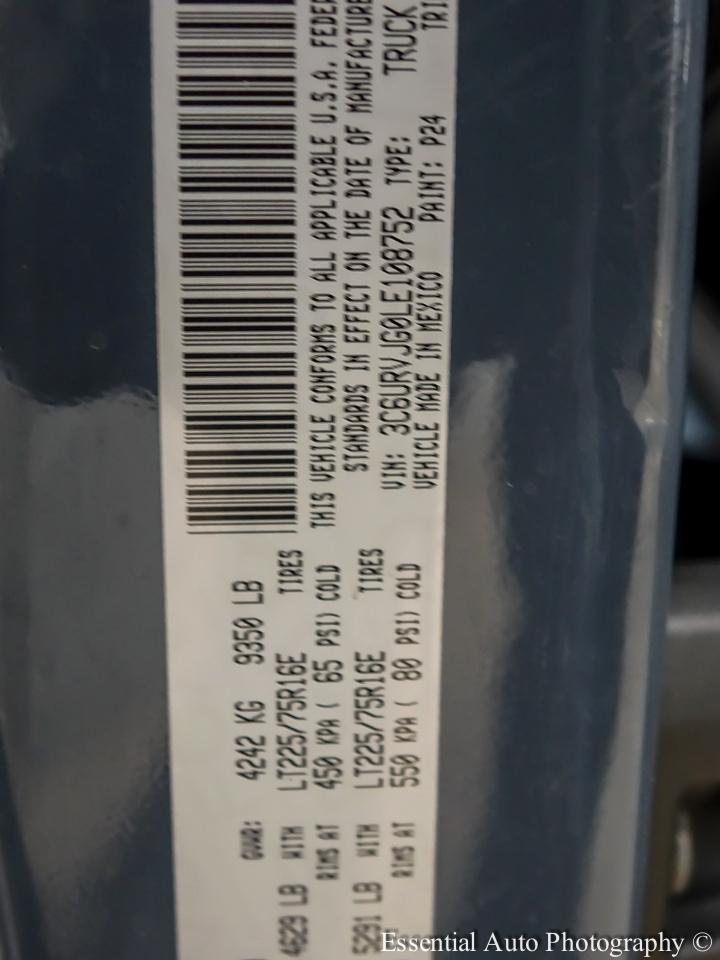 GVWR: 4242 KG 9350 LB
4629 LB WITH LT225/75R16E TIRES
RIMS AT 450 KPA ( 65 PSI) COLD
5291 LB WITH LT225/75R16E TIRES
RIMS AT 550 KPA ( 80 PSI) COLD
THIS VEHICLE CONFORMS TO ALL APPLICABLE U.S.A. FEDER
STANDARDS IN EFFECT ON THE DATE OF MANUFACTURE
VIN: 3C6URVJG0LE108752 TYPE: TRUCK
VEHICLE MADE IN MEXICO PAINT: P24 TRI
Essential Auto Photography ©